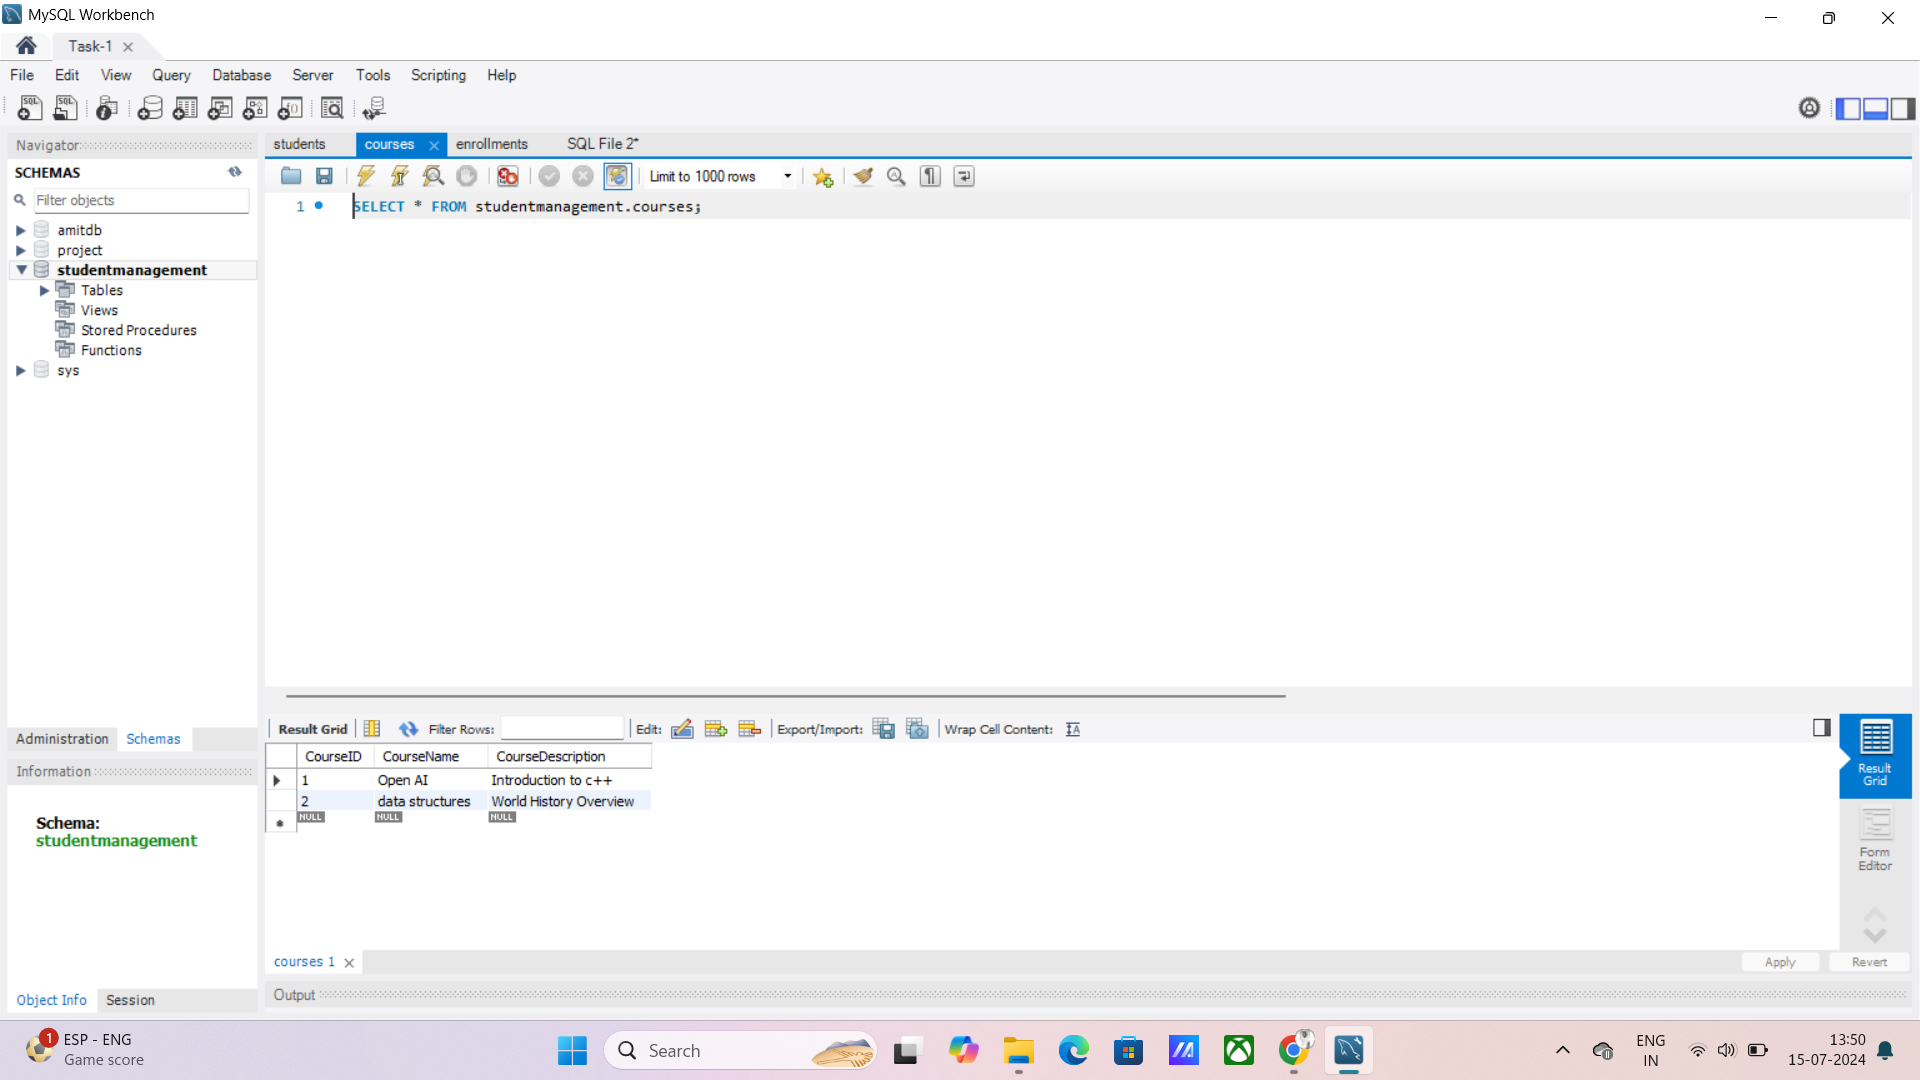 MySQL Workbench
Task-1
File Edit View Query Database Server Tools Scripting Help
Navigator
SCHEMAS
Filter objects
amitdb
project
studentmanagement
Tables
Views
Stored Procedures
Functions
sys
Administration Schemas
Information
Schema:
studentmanagement
Object Info Session
students courses enrollments SQL File 2*
Limit to 1000 rows
1 SELECT * FROM studentmanagement.courses;
Result Grid Filter Rows: Edit: Export/Import: Wrap Cell Content:
CourseID CourseName CourseDescription
1 Open AI Introduction to c++
2 data structures World History Overview
NULL NULL NULL
Result
Grid
Form
Editor
courses 1
Apply Revert
Output
1 ESP - ENG
Game score
Search
ENG
IN
13:50
15-07-2024